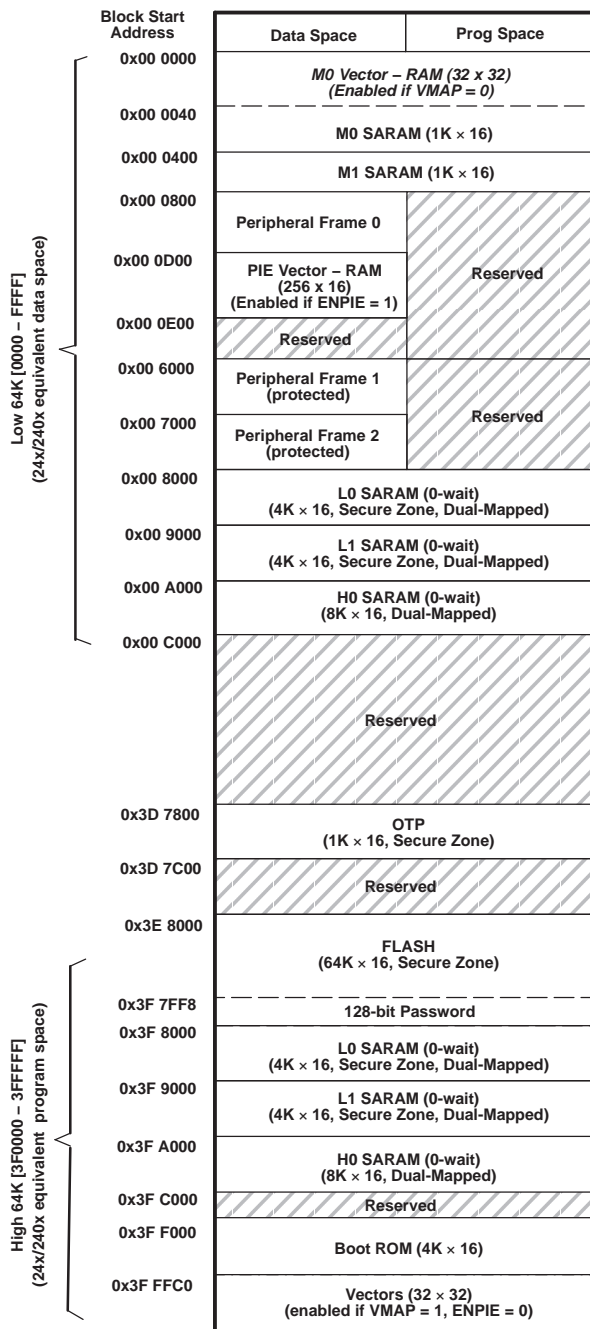 Block Start
Address
Data Space
Prog Space
0x00 0000
M0 Vector – RAM (32 x 32)
(Enabled if VMAP = 0)
0x00 0040
M0 SARAM (1K × 16)
0x00 0400
M1 SARAM (1K × 16)
0x00 0800
Peripheral Frame 0
Reserved
0x00 0D00
PIE Vector – RAM
(256 x 16)
(Enabled if ENPIE = 1)
0x00 0E00
Reserved
0x00 6000
Peripheral Frame 1
(protected)
Reserved
0x00 7000
Peripheral Frame 2
(protected)
0x00 8000
L0 SARAM (0-wait)
(4K × 16, Secure Zone, Dual-Mapped)
0x00 9000
L1 SARAM (0-wait)
(4K × 16, Secure Zone, Dual-Mapped)
0x00 A000
H0 SARAM (0-wait)
(8K × 16, Dual-Mapped)
0x00 C000
Low 64K [0000 – FFFF]
(24x/240x equivalent data space)
Reserved
0x3D 7800
OTP
(1K × 16, Secure Zone)
0x3D 7C00
Reserved
0x3E 8000
FLASH
(64K × 16, Secure Zone)
0x3F 7FF8
128-bit Password
0x3F 8000
L0 SARAM (0-wait)
(4K × 16, Secure Zone, Dual-Mapped)
0x3F 9000
L1 SARAM (0-wait)
(4K × 16, Secure Zone, Dual-Mapped)
0x3F A000
H0 SARAM (0-wait)
(8K × 16, Dual-Mapped)
0x3F C000
Reserved
0x3F F000
Boot ROM (4K × 16)
0x3F FFC0
Vectors (32 × 32)
(enabled if VMAP = 1, ENPIE = 0)
High 64K [3F0000 – 3FFFFF]
(24x/240x equivalent program space)